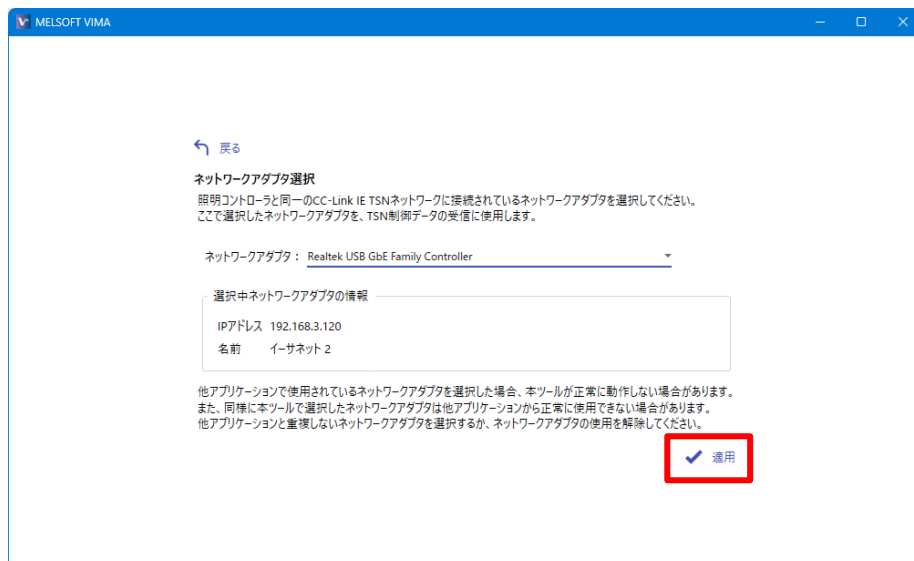 MELSOFT VIMA
戻る
ネットワークアダプタ選択
照明コントローラと同一のCC-Link IE TSNネットワークに接続されているネットワークアダプタを選択してください。
ここで選択したネットワークアダプタを、TSN制御データの受信に使用します。
ネットワークアダプタ： Realtek USB GbE Family Controller
選択中ネットワークアダプタの情報
IPアドレス 192.168.3.120
名前 イーサネット 2
他アプリケーションで使用されているネットワークアダプタを選択した場合、本ツールが正常に動作しない場合があります。
また、同様に本ツールで選択したネットワークアダプタは他アプリケーションから正常に使用できない場合があります。
他アプリケーションと重複しないネットワークアダプタを選択するか、ネットワークアダプタの使用を解除してください。
適用